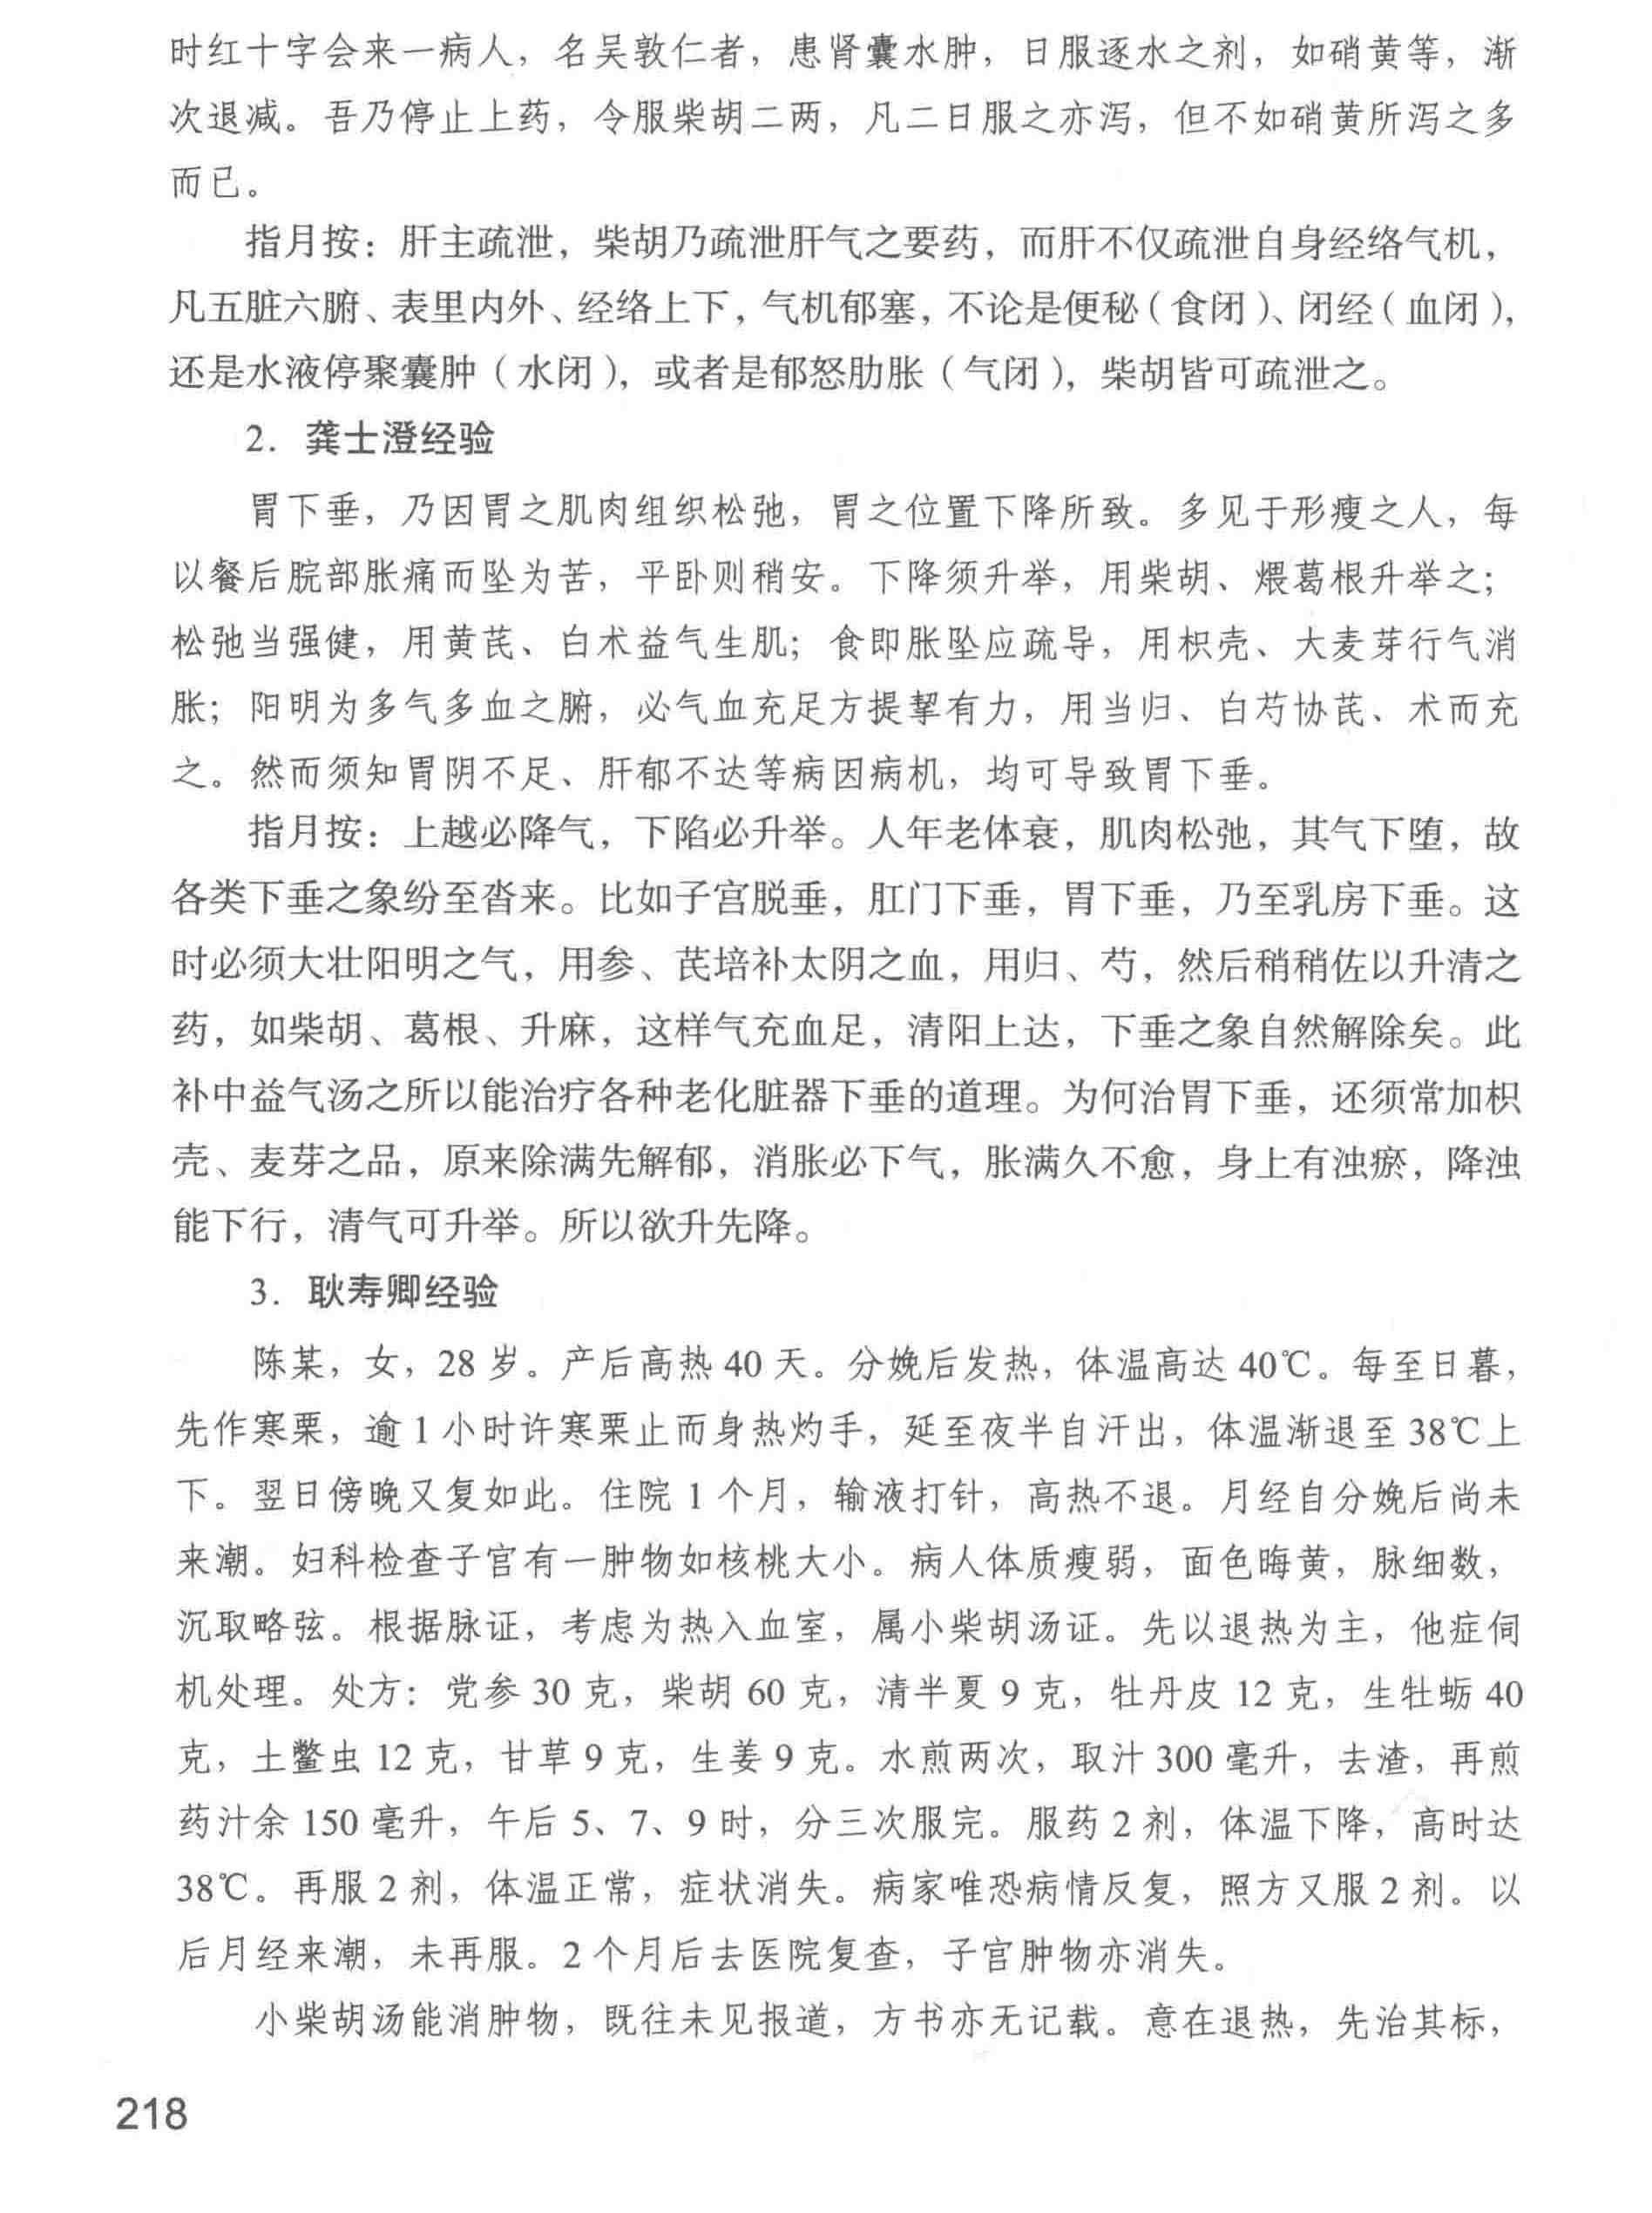 时红十字会来一病人，名吴敦仁者，患肾囊水肿，日服逐水之剂，如硝黄等，渐
次退减。吾乃停止上药，令服柴胡二两，凡二日服之亦泻，但不如硝黄所泻之多
而已。
指月按：肝主疏泄，柴胡乃疏泄肝气之要药，而肝不仅疏泄自身经络气机，
凡五脏六腑、表里内外、经络上下，气机郁塞，不论是便秘（食闭）、闭经（血闭），
还是水液停聚囊肿（水闭），或者是郁怒肋胀（气闭），柴胡皆可疏泄之。
2．龚士澄经验
胃下垂，乃因胃之肌肉组织松弛，胃之位置下降所致。多见于形瘦之人，每
以餐后脘部胀痛而坠为苦，平卧则稍安。下降须升举，用柴胡、煨葛根升举之；
松弛当强健，用黄芪、白术益气生肌；食即胀坠应疏导，用枳壳、大麦芽行气消
胀；阳明为多气多血之腑，必气血充足方提挈有力，用当归、白芍协芪、术而充
之。然而须知胃阴不足、肝郁不达等病因病机，均可导致胃下垂。
指月按：上越必降气，下陷必升举。人年老体衰，肌肉松弛，其气下堕，故
各类下垂之象纷至沓来。比如子宫脱垂，肛门下垂，胃下垂，乃至乳房下垂。这
时必须大壮阳明之气，用参、芪培补太阴之血，用归、芍，然后稍稍佐以升清之
药，如柴胡、葛根、升麻，这样气充血足，清阳上达，下垂之象自然解除矣。此
补中益气汤之所以能治疗各种老化脏器下垂的道理。为何治胃下垂，还须常加枳
壳、麦芽之品，原来除满先解郁，消胀必下气，胀满久不愈，身上有浊瘀，降浊
能下行，清气可升举。所以欲升先降。
3．耿寿卿经验
陈某，女，28 岁。产后高热 40 天。分娩后发热，体温高达 40℃。每至日暮，
先作寒栗，逾 1 小时许寒栗止而身热灼手，延至夜半自汗出，体温渐退至 38℃上
下。翌日傍晚又复如此。住院 1 个月，输液打针，高热不退。月经自分娩后尚未
来潮。妇科检查子宫有一肿物如核桃大小。病人体质瘦弱，面色晦黄，脉细数，
沉取略弦。根据脉证，考虑为热入血室，属小柴胡汤证。先以退热为主，他症伺
机处理。处方：党参 30 克，柴胡 60 克，清半夏 9 克，牡丹皮 12 克，生牡蛎 40
克，土鳖虫 12 克，甘草 9 克，生姜 9 克。水煎两次，取汁 300 毫升，去渣，再煎
药汁余 150 毫升，午后 5、7、9 时，分三次服完。服药 2 剂，体温下降，高时达
38℃。再服 2 剂，体温正常，症状消失。病家唯恐病情反复，照方又服 2 剂。以
后月经来潮，未再服。2 个月后去医院复查，子宫肿物亦消失。
小柴胡汤能消肿物，既往未见报道，方书亦无记载。意在退热，先治其标，
218